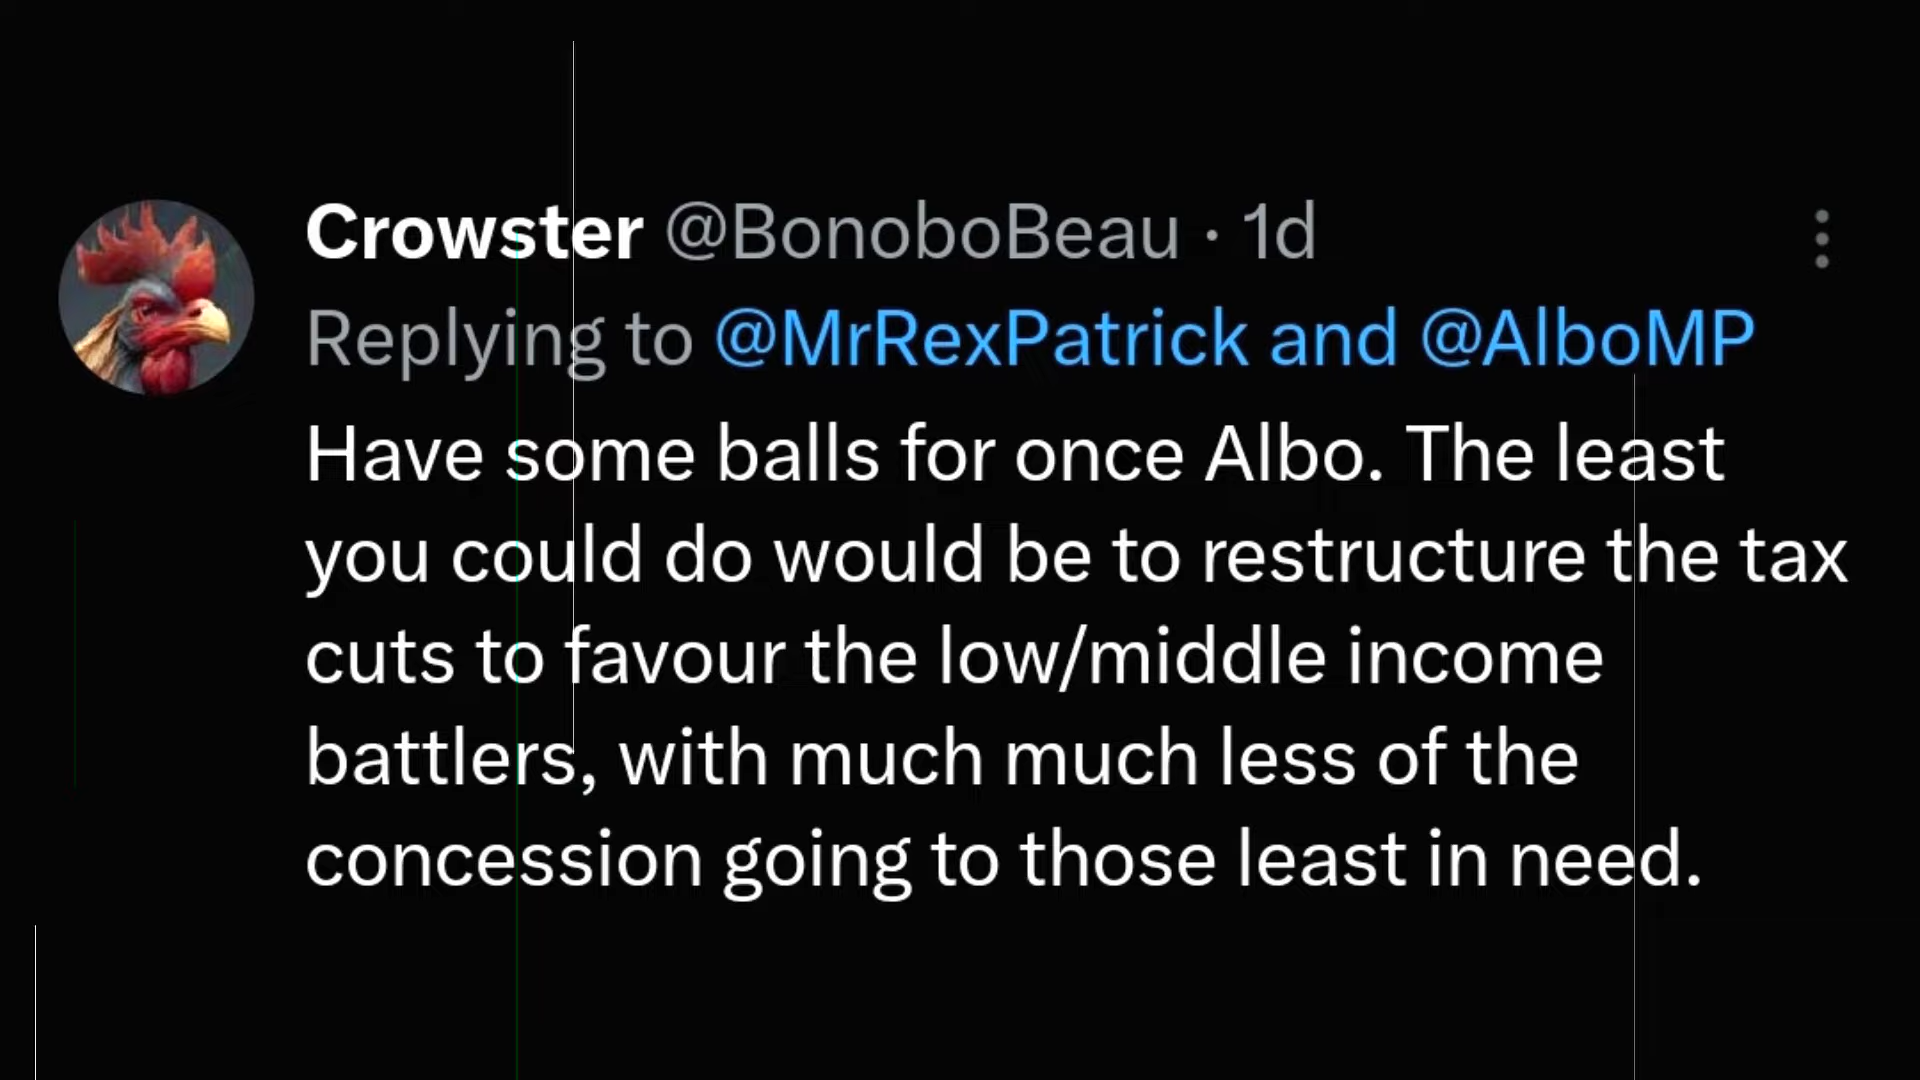 Crowster @BonoboBeau · 1d
Replying to @MrRexPatrick and @AlboMP
Have some balls for once Albo. The least
you could do would be to restructure the tax
cuts to favour the low/middle income
battlers, with much much less of the
concession going to those least in need.